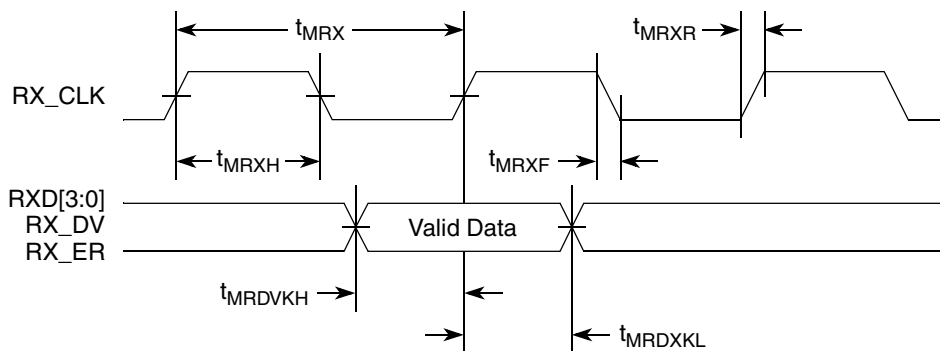 tMRX
tMRXR
RX_CLK
tMRXH
tMRXF
RXD[3:0]
RX_DV
RX_ER
Valid Data
tMRDVKH
tMRDXKL